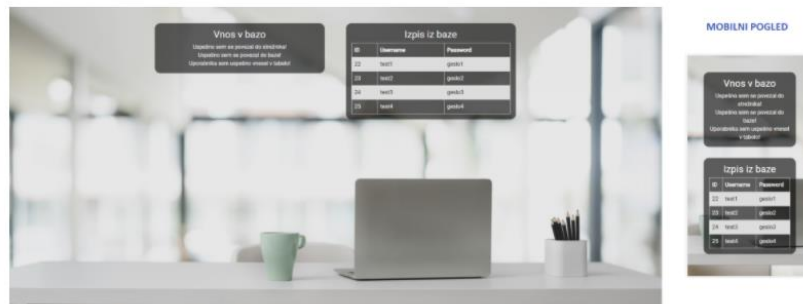 Vnos v bazo
Uspešno sem se povezal do strežnika!
Uspešno sem se povezal do baze!
Uporabnika sem uspešno vnesel v tabelo!
Izpis iz baze
ID Username Password
22 test1 geslo1
23 test2 geslo2
24 test3 geslo3
25 test4 geslo4
MOBILNI POGLED
Vnos v bazo
Uspešno sem se povezal do
strežnika!
Uspešno sem se povezal do
baze!
Uporabnika sem uspešno vnesel
v tabelo!
Izpis iz baze
ID Username Password
22 test1 geslo1
23 test2 geslo2
24 test3 geslo3
25 test4 geslo4